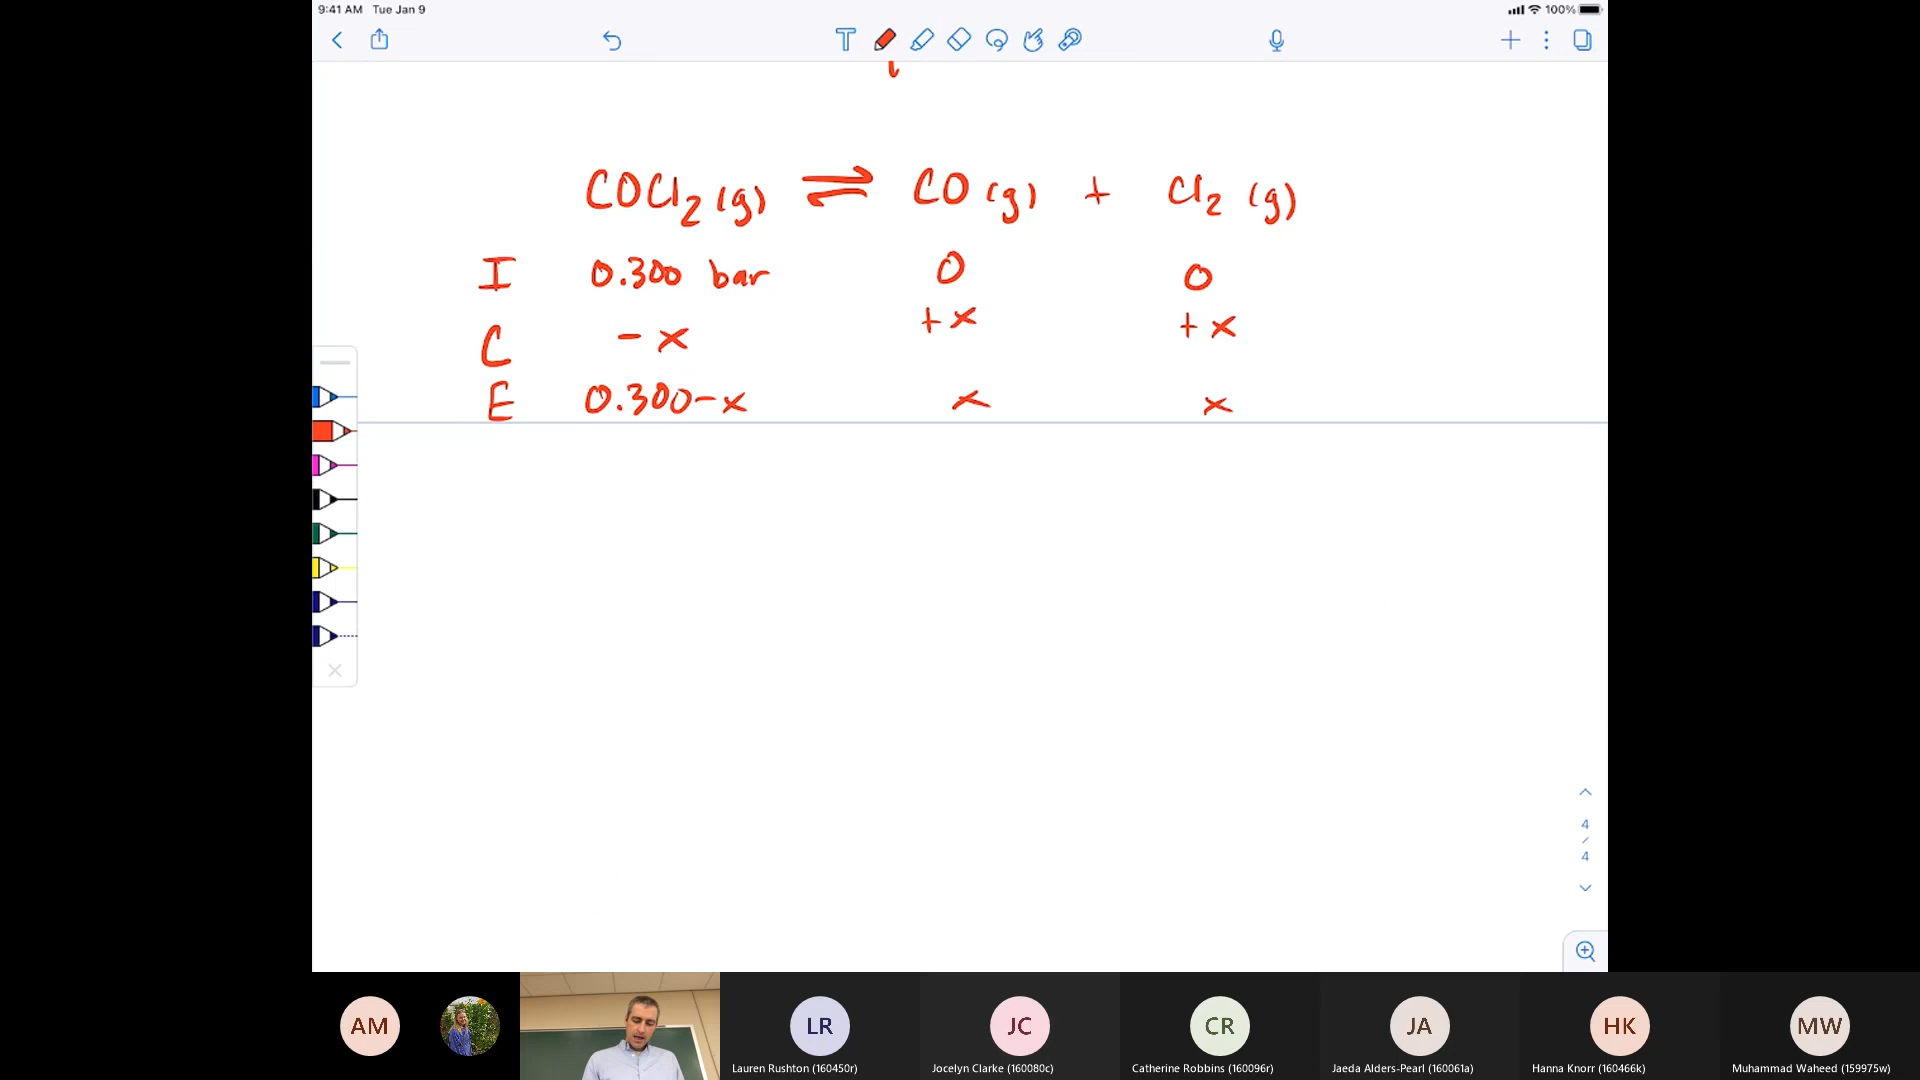 9:41 AM Tue Jan 9
100%
COCl2 (g) ⇌ CO (g) + Cl2 (g)
I 0.300 bar 0 0
C - x + x + x
E 0.300-x x x
4
/
4
AM
LR
JC
CR
JA
HK
MW
Lauren Rushton (160450r)
Jocelyn Clarke (160080c)
Catherine Robbins (160096r)
Jaeda Alders-Pearl (160061a)
Hanna Knorr (160466k)
Muhammad Waheed (159975w)